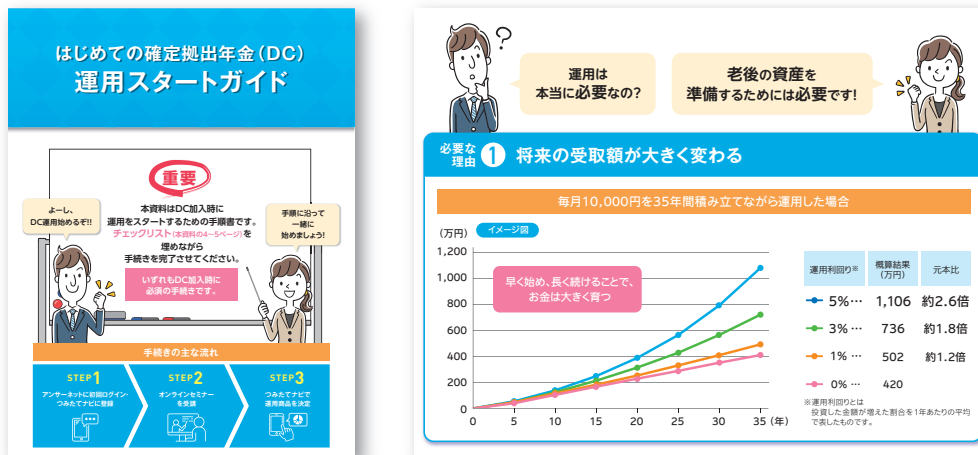 はじめての確定拠出年金（DC）
運用スタートガイド
重要
本資料はDC加入時に
運用をスタートするための手順書です。
チェックリスト（本資料の4～5ページ）を
埋めながら
手続きを完了させてください。
いずれもDC加入時に
必須の手続きです。
よーし、
DC運用始めるぞ!!
手順に沿って
一緒に
始めましょう!
手続きの主な流れ
STEP1
アンサーネットに初回ログイン・
つみたてナビに登録
STEP2
オンラインセミナー
を受講
STEP3
つみたてナビで
運用商品を決定
?
運用は
本当に必要なの?
老後の資産を
準備するためには必要です!
必要な
理由
1 将来の受取額が大きく変わる
毎月10,000円を35年間積み立てながら運用した場合
（万円） イメージ図
早く始め、長く続けることで、
お金は大きく育つ
1,200
1,000
800
600
400
200
0
0 5 10 15 20 25 30 35 （年）
運用利回り※ 概算結果（万円） 元本比
5%… 1,106 約2.6倍
3% … 736 約1.8倍
1% … 502 約1.2倍
0% … 420
※運用利回りとは
投資した金額が増えた割合を1年あたりの平均
で表したものです。